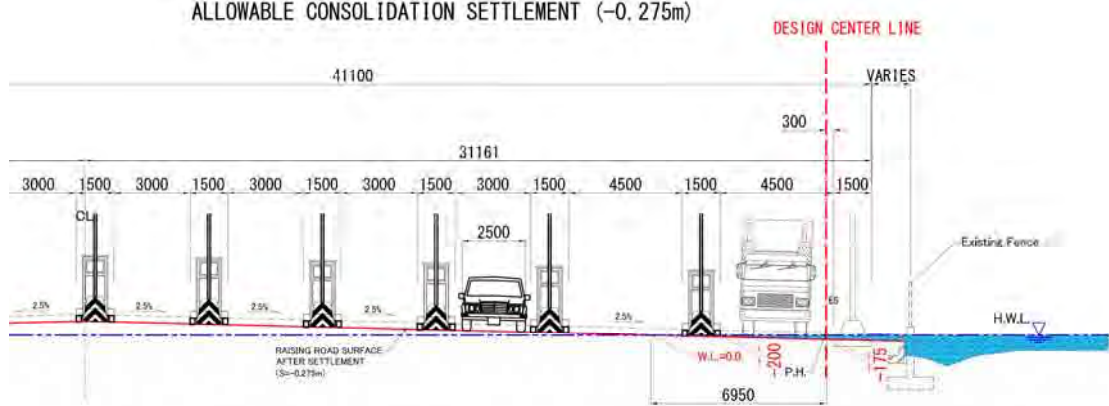 ALLOWABLE CONSOLIDATION SETTLEMENT (-0.275m)
DESIGN CENTER LINE
41100
VARIES
300
31161
3000 1500 3000 1500 3000 1500 3000 1500 3000 1500 4500 1500 4500 1500
CL
2500
Existing Fence
2.5% 2.5% 2.5% 2.5% 2.5%
ES
H.W.L.
RAISING ROAD SURFACE
AFTER SETTLEMENT
(S=-0.275m)
W.L.=0.0
-200
P.H.
-175
6950